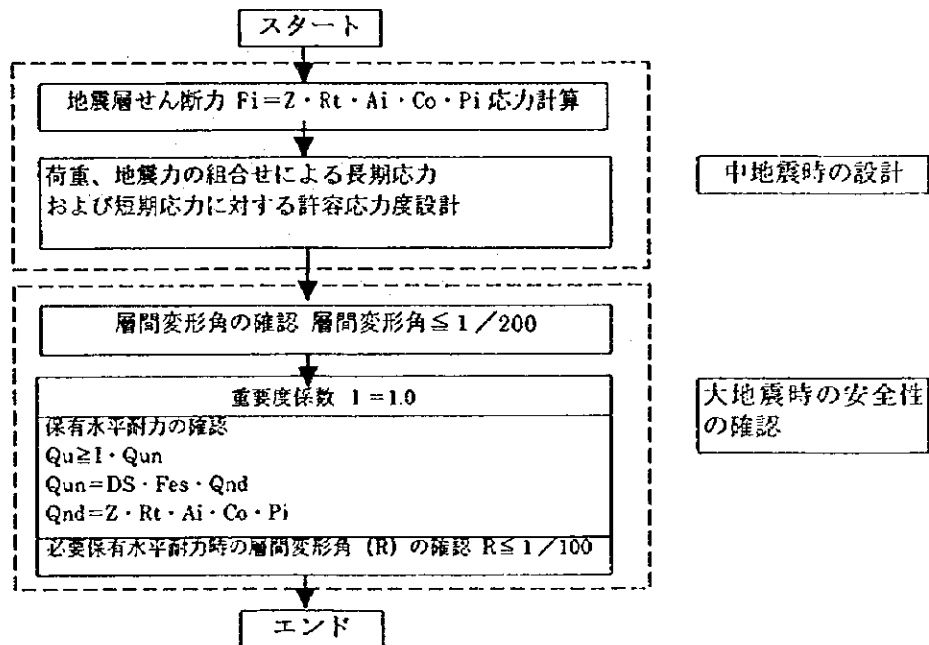 スタート
地震層せん断力 Fi=Z・Rt・Ai・Co・Pi 応力計算
荷重、地震力の組合せによる長期応力
および短期応力に対する許容応力度設計
中地震時の設計
層間変形角の確認 層間変形角≦1/200
重要度係数 I=1.0
保有水平耐力の確認
Qu≧I・Qun
Qun=DS・Fes・Qnd
Qnd=Z・Rt・Ai・Co・Pi
必要保有水平耐力時の層間変形角 (R) の確認 R≦1/100
大地震時の安全性
の確認
エンド